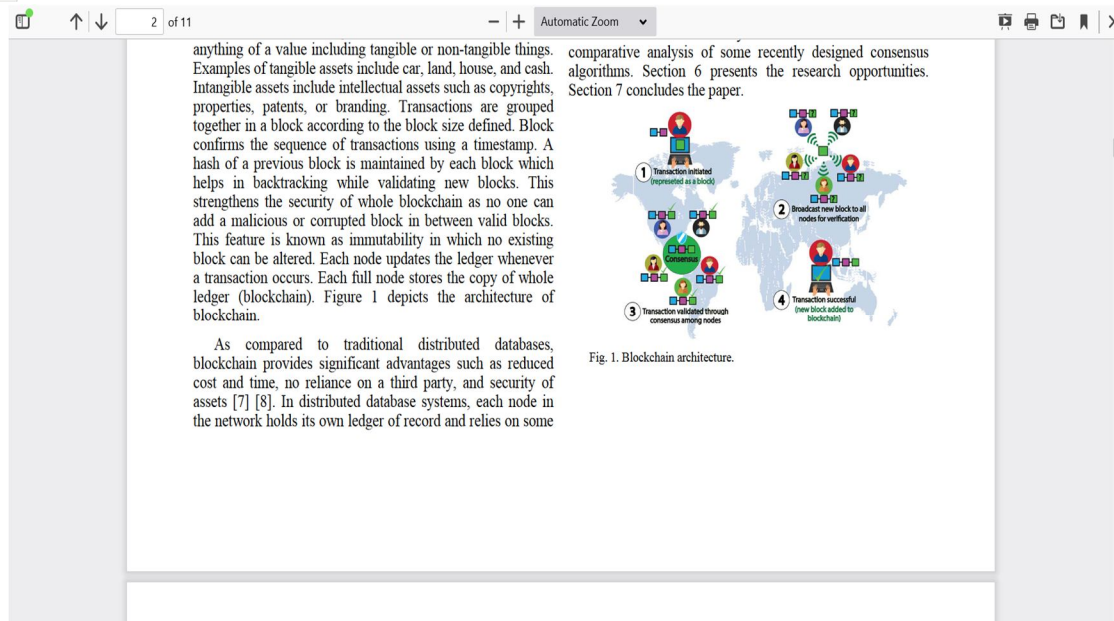 2 of 11
Automatic Zoom
anything of a value including tangible or non-tangible things.
Examples of tangible assets include car, land, house, and cash.
Intangible assets include intellectual assets such as copyrights,
properties, patents, or branding. Transactions are grouped
together in a block according to the block size defined. Block
confirms the sequence of transactions using a timestamp. A
hash of a previous block is maintained by each block which
helps in backtracking while validating new blocks. This
strengthens the security of whole blockchain as no one can
add a malicious or corrupted block in between valid blocks.
This feature is known as immutability in which no existing
block can be altered. Each node updates the ledger whenever
a transaction occurs. Each full node stores the copy of whole
ledger (blockchain). Figure 1 depicts the architecture of
blockchain.
As compared to traditional distributed databases,
blockchain provides significant advantages such as reduced
cost and time, no reliance on a third party, and security of
assets [7] [8]. In distributed database systems, each node in
the network holds its own ledger of record and relies on some
comparative analysis of some recently designed consensus
algorithms. Section 6 presents the research opportunities.
Section 7 concludes the paper.
1 Transaction initiated
(represeted as a block)
? ?
? ?
?
2 Broadcast new block to all
nodes for verification
Consensus
3 Transaction validated through
consensus among nodes
4 Transaction successful
(new block added to
blockchain)
Fig. 1. Blockchain architecture.